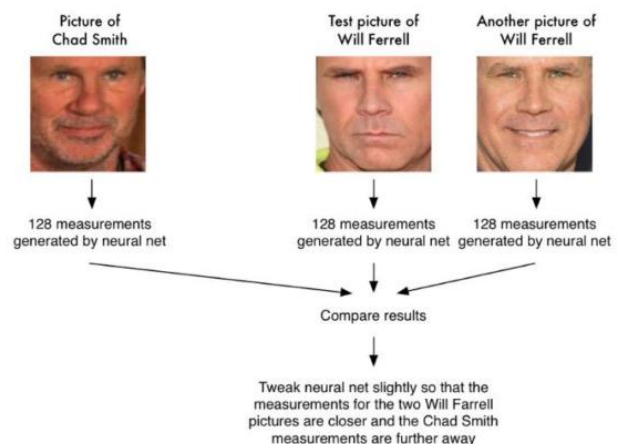 Picture of
Chad Smith
Test picture of
Will Ferrell
Another picture of
Will Ferrell
128 measurements
generated by neural net
128 measurements
generated by neural net
128 measurements
generated by neural net
Compare results
Tweak neural net slightly so that the
measurements for the two Will Farrell
pictures are closer and the Chad Smith
measurements are further away